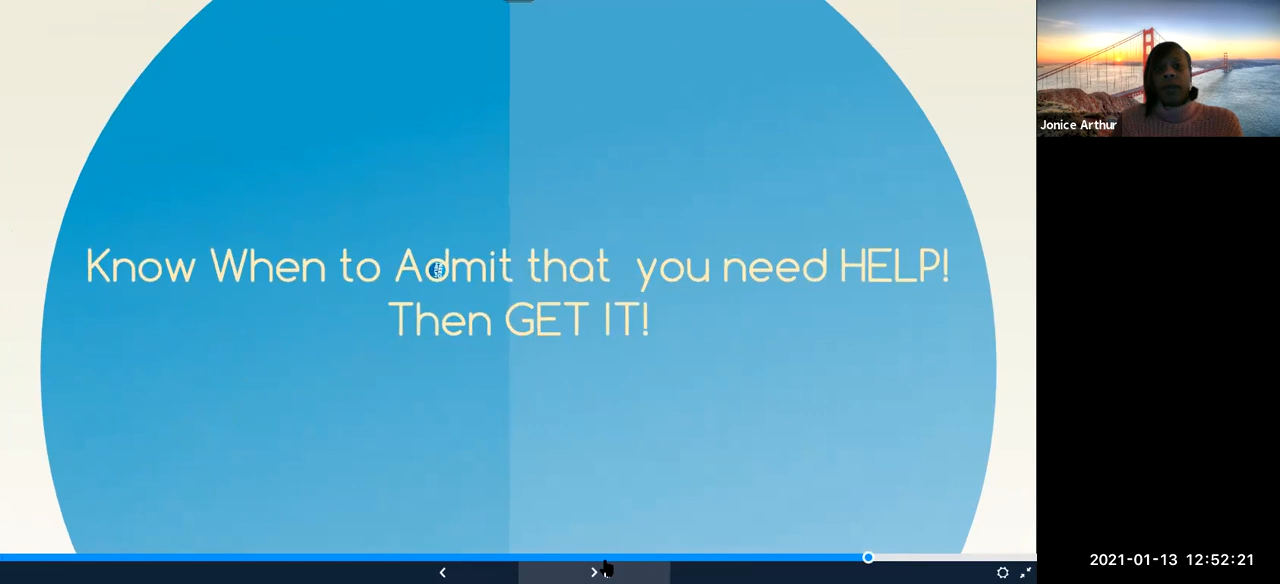 Know When to Admit that you need HELP!
Then GET IT!
Jonice Arthur
2021-01-13 12:52:21